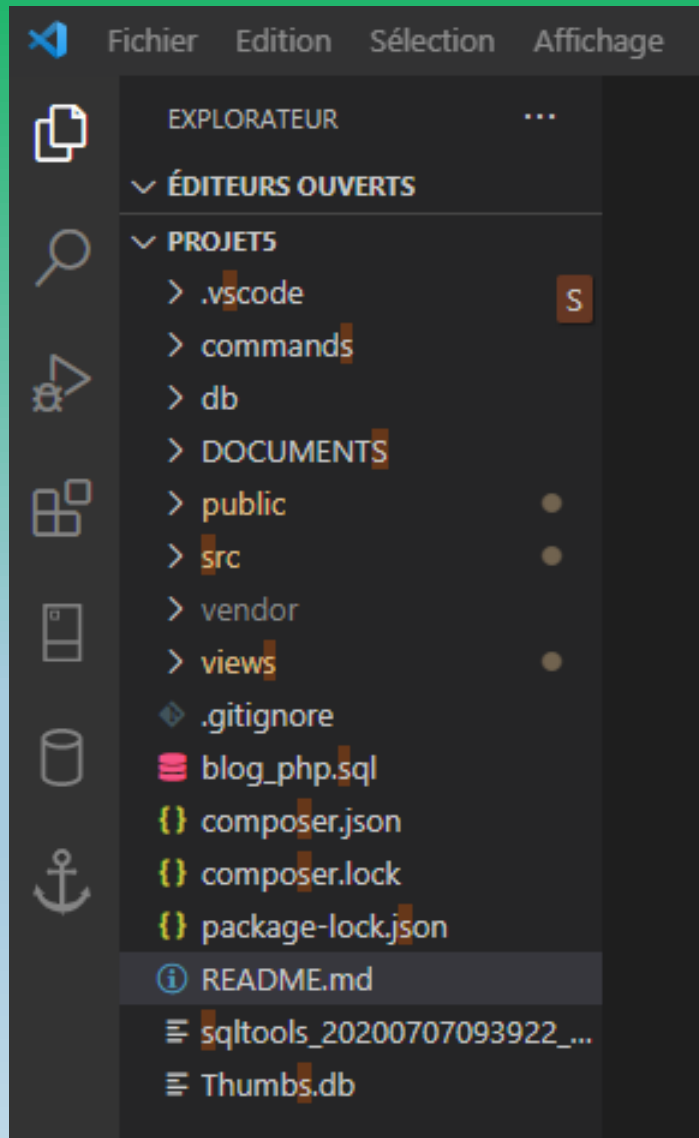 Fichier Edition Sélection Affichage
EXPLORATEUR ...
ÉDITEURS OUVERTS
PROJET5
.vscode S
commands
db
DOCUMENTS
public
src
vendor
views
.gitignore
blog_php.sql
composer.json
composer.lock
package-lock.json
README.md
sqltools_20200707093922_...
Thumbs.db